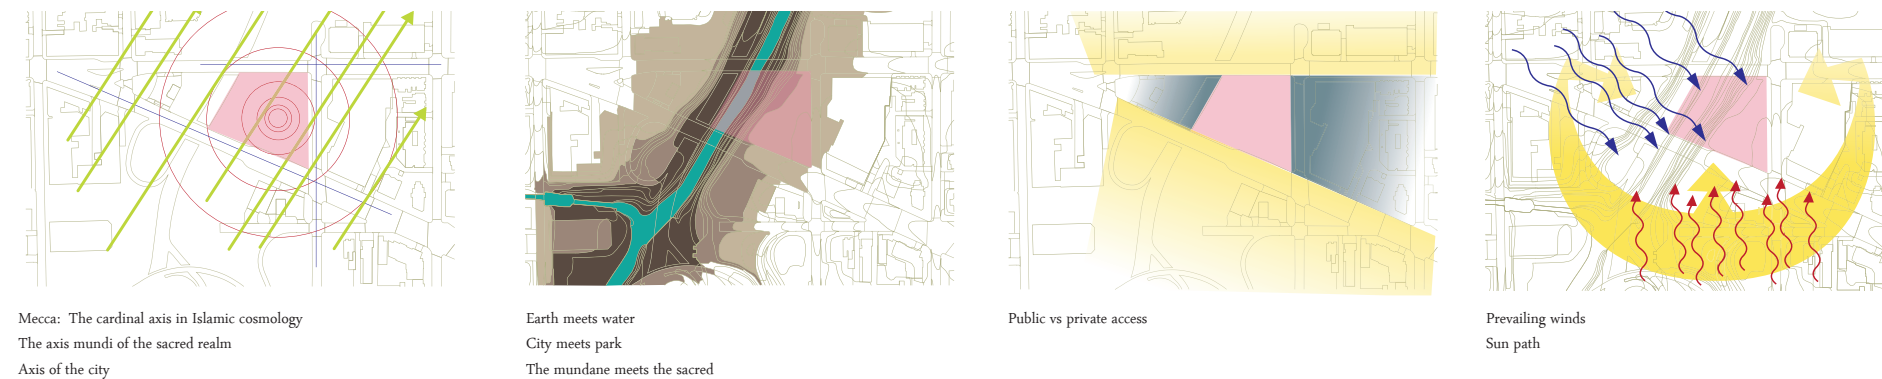 Mecca:  The cardinal axis in Islamic cosmology
The axis mundi of the sacred realm
Axis of the city
Earth meets water
City meets park
The mundane meets the sacred
Public vs private access
Prevailing winds
Sun path